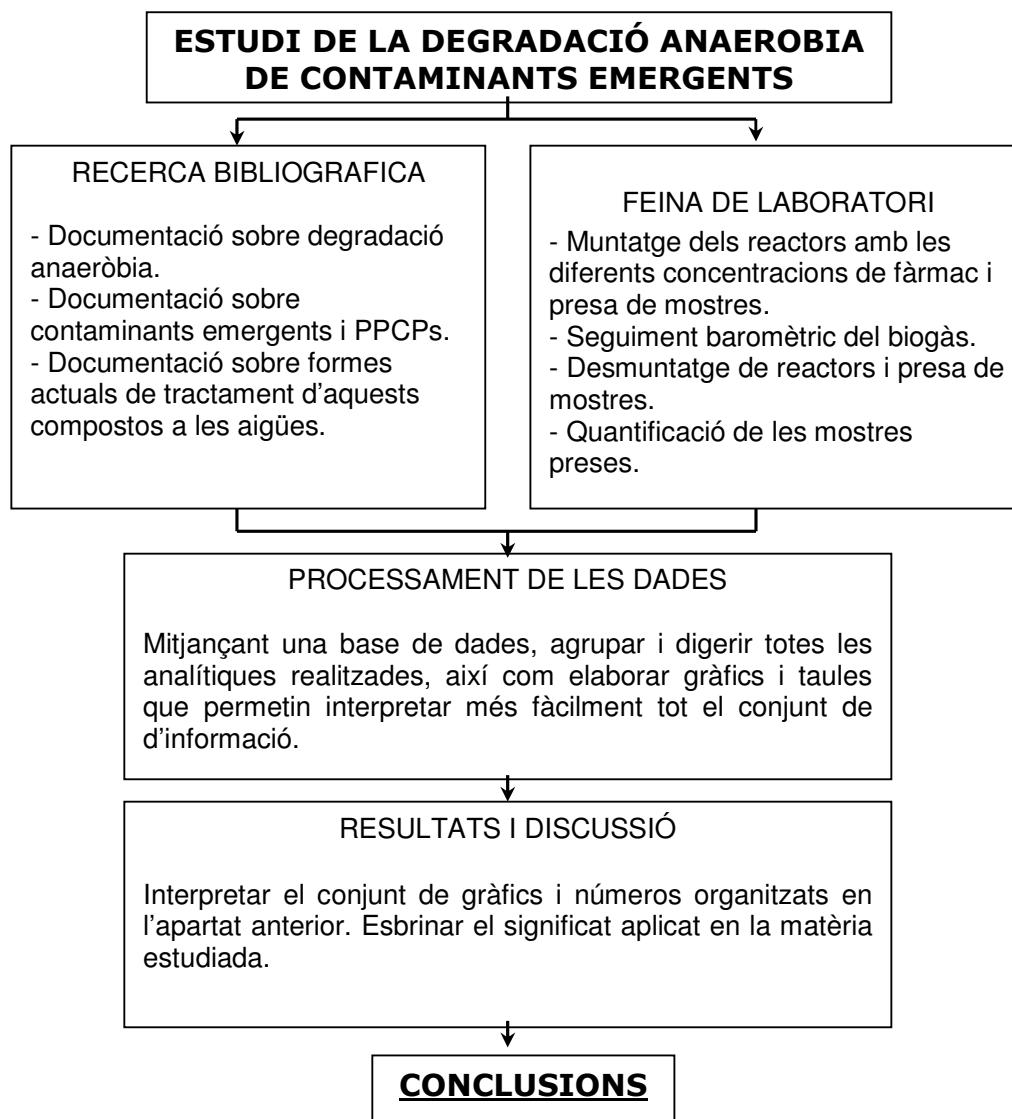 ESTUDI DE LA DEGRADACIÓ ANAEROBIA
DE CONTAMINANTS EMERGENTS
RECERCA BIBLIOGRAFICA
- Documentació sobre degradació
anaeròbia.
- Documentació sobre
contaminants emergents i PPCPs.
- Documentació sobre formes
actuals de tractament d'aquests
compostos a les aigües.
FEINA DE LABORATORI
- Muntatge dels reactors amb les
diferents concentracions de fàrmac i
presa de mostres.
- Seguiment baromètric del biogàs.
- Desmuntatge de reactors i presa de
mostres.
- Quantificació de les mostres
preses.
PROCESSAMENT DE LES DADES
Mitjançant una base de dades, agrupar i digerir totes les
analítiques realitzades, així com elaborar gràfics i taules
que permetin interpretar més fàcilment tot el conjunt de
d'informació.
RESULTATS I DISCUSSIÓ
Interpretar el conjunt de gràfics i números organitzats en
l'apartat anterior. Esbrinar el significat aplicat en la matèria
estudiada.
CONCLUSIONS